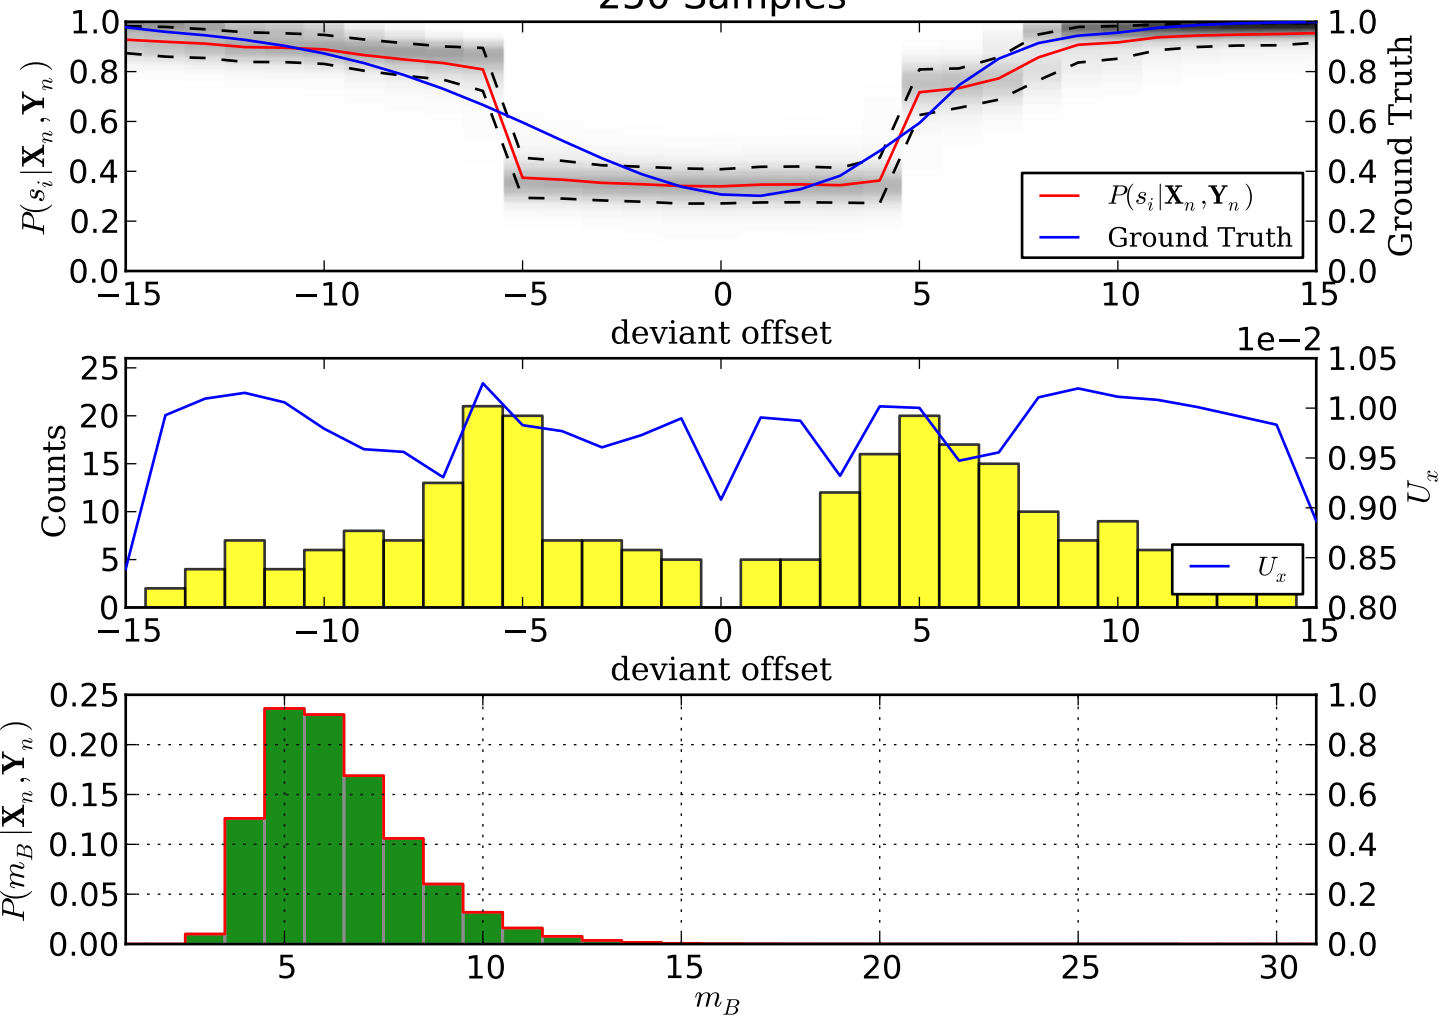 250 Samples
1.0 0.8 0.6 0.4 0.2 0.0
P(s_i|X_n,Y_n)
1.0 0.8 0.6 0.4 0.2 0.0
Ground Truth
P(s_i|X_n,Y_n)
Ground Truth
−15 −10 −5 0 5 10 15
deviant offset
1e−2
25 20 15 10 5 0
Counts
1.05 1.00 0.95 0.90 0.85 0.80
U_x
U_x
−15 −10 −5 0 5 10 15
deviant offset
0.25 0.20 0.15 0.10 0.05 0.00
P(m_B|X_n,Y_n)
1.0 0.8 0.6 0.4 0.2 0.0
5 10 15 20 25 30
m_B